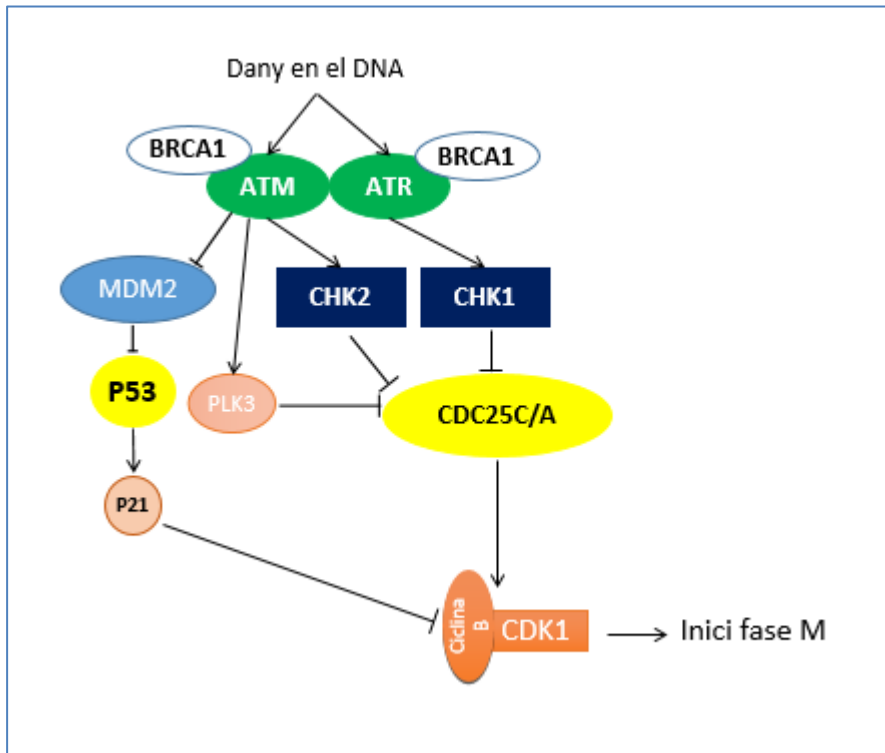 Dany en el DNA
BRCA1
BRCA1
ATM
ATR
MDM2
CHK2
CHK1
P53
PLK3
CDC25C/A
P21
Ciclina
B
CDK1
Inici fase M